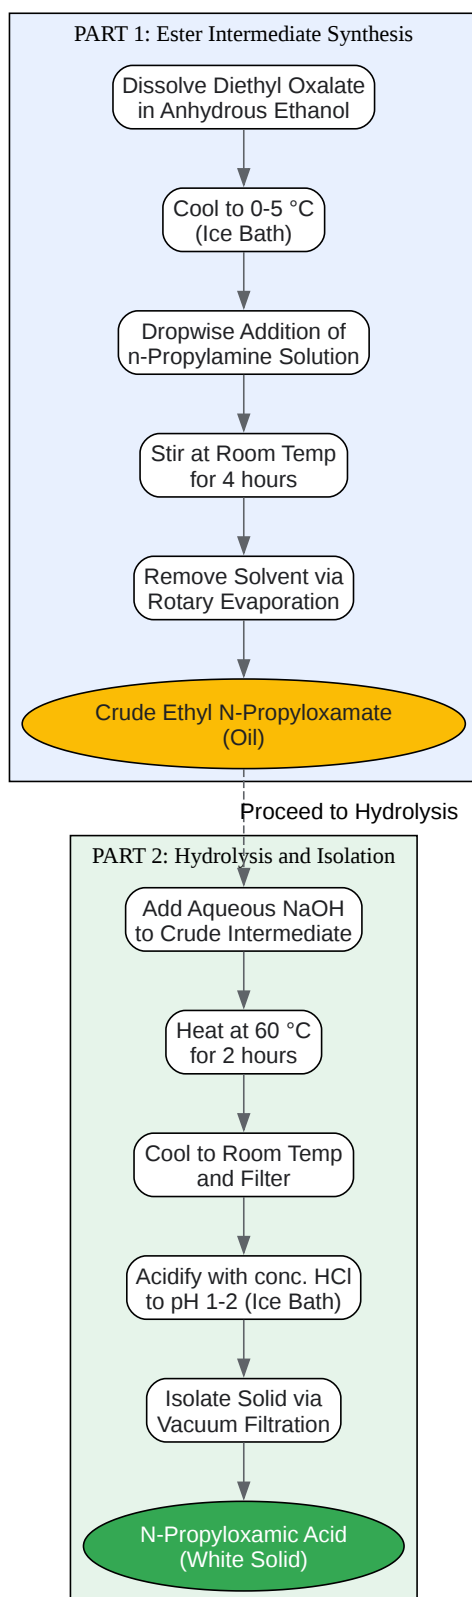 PART 1: Ester Intermediate Synthesis
Dissolve Diethyl Oxalate
in Anhydrous Ethanol
Cool to 0-5 °C
(Ice Bath)
Dropwise Addition of
n-Propylamine Solution
Stir at Room Temp
for 4 hours
Remove Solvent via
Rotary Evaporation
Crude Ethyl N-Propyloxamate
(Oil)
Proceed to Hydrolysis
PART 2: Hydrolysis and Isolation
Add Aqueous NaOH
to Crude Intermediate
Heat at 60 °C
for 2 hours
Cool to Room Temp
and Filter
Acidify with conc. HCl
to pH 1-2 (Ice Bath)
Isolate Solid via
Vacuum Filtration
N-Propyloxamic Acid
(White Solid)